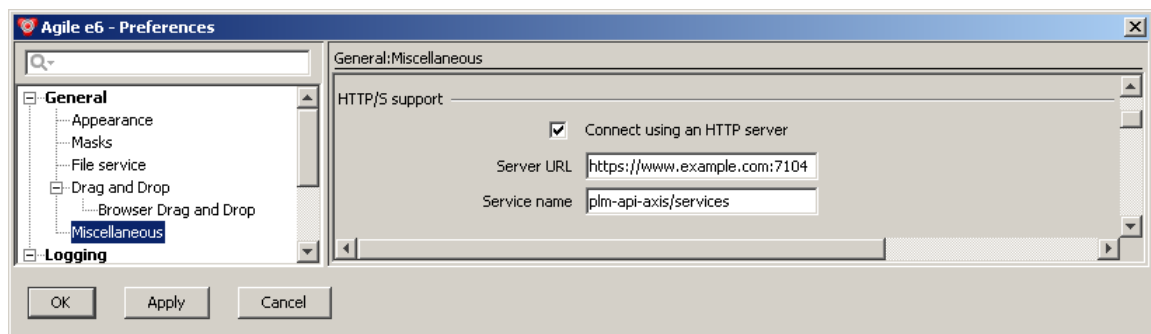 Agile e6 - Preferences
General:Miscellaneous
General
Appearance
Masks
File service
Drag and Drop
Browser Drag and Drop
Miscellaneous
Logging
HTTP/S support
Connect using an HTTP server
Server URL https://www.example.com:7104
Service name plm-api-axis/services
OK Apply Cancel